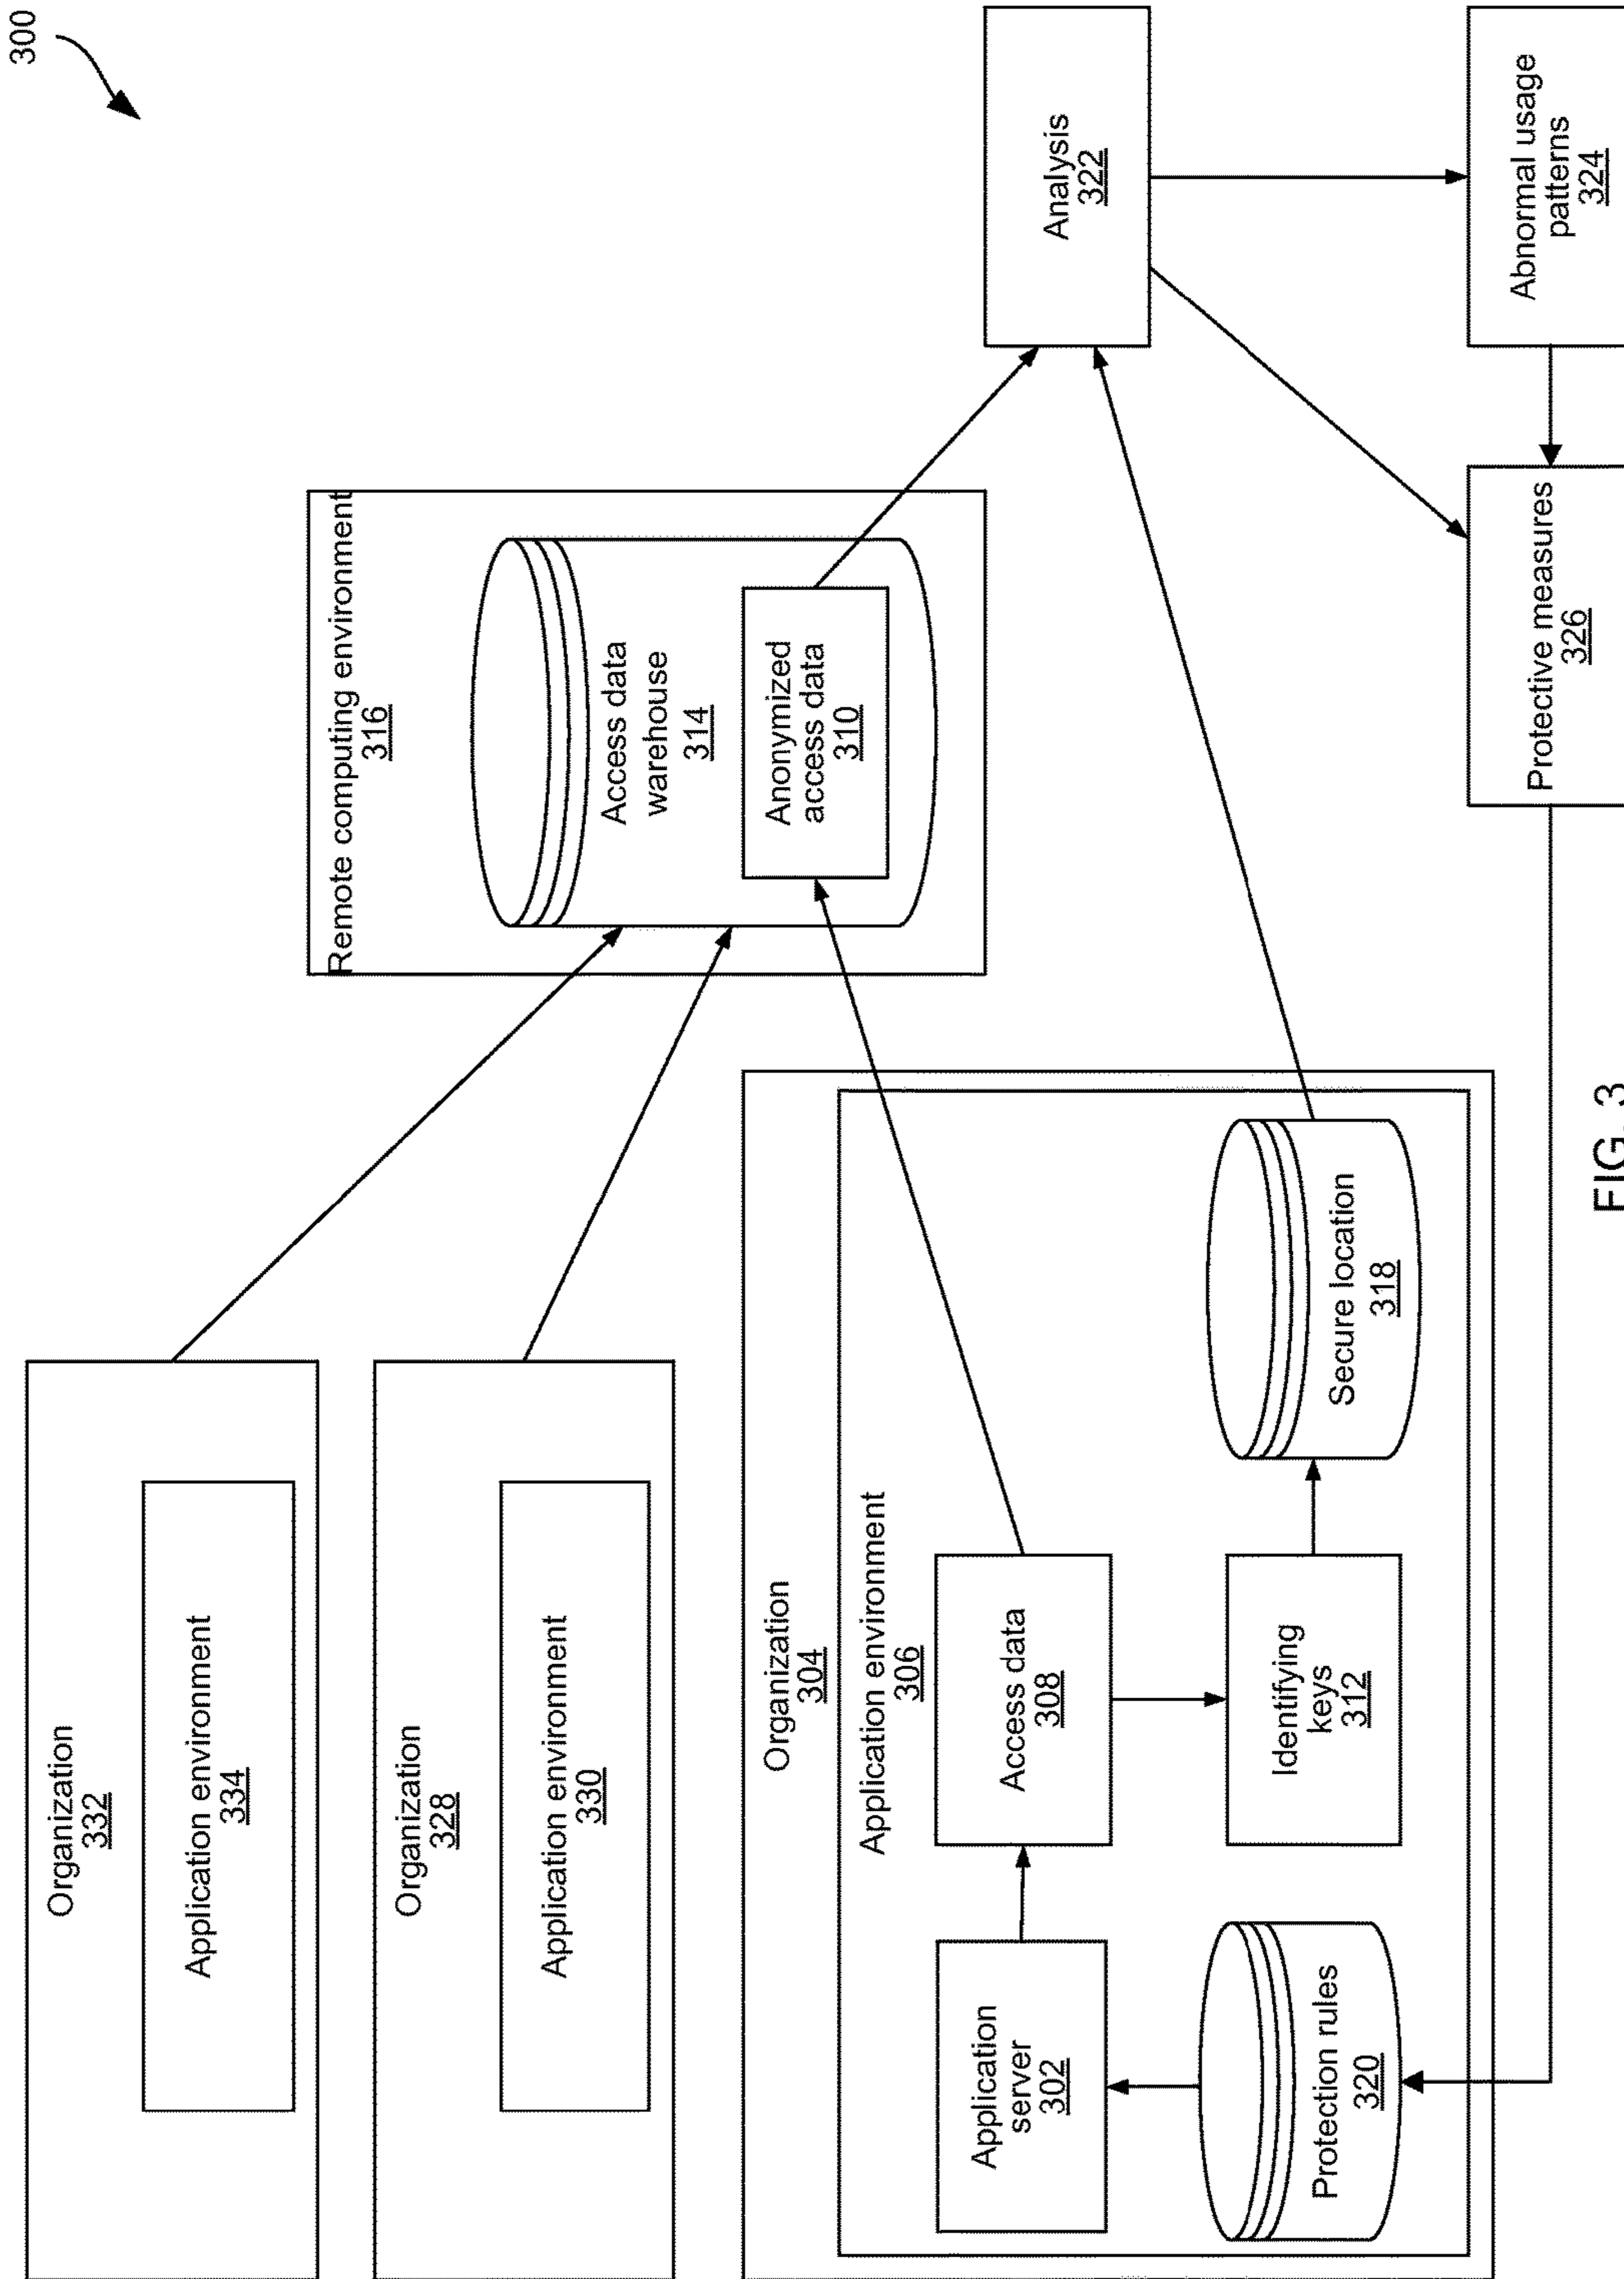 300
Organization
332
Application environment
334
Organization
328
Application environment
330
Remote computing environment
316
Access data
warehouse
314
Anonymized
access data
310
Organization
304
Application environment
306
Application
server
302
Access data
308
Protection rules
320
Identifying
keys
312
Secure location
318
Analysis
322
Protective measures
326
Abnormal usage
patterns
324
FIG. 3